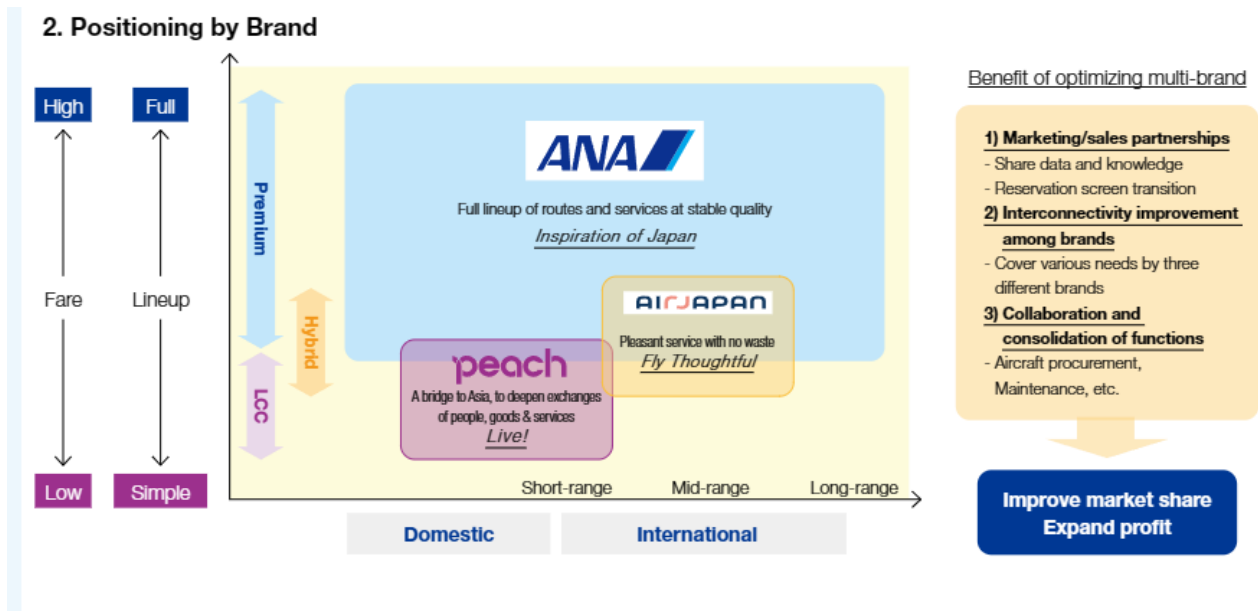 2. Positioning by Brand
High
Full
Fare
Lineup
Low
Simple
Premium
Hybrid
LCC
ANA
Full lineup of routes and services at stable quality
Inspiration of Japan
AIRJAPAN
Pleasant service with no waste
Fly Thoughtful
peach
A bridge to Asia, to deepen exchanges
of people, goods & services
Live!
Short-range
Mid-range
Long-range
Domestic
International
Benefit of optimizing multi-brand
1) Marketing/sales partnerships
- Share data and knowledge
- Reservation screen transition
2) Interconnectivity improvement
among brands
- Cover various needs by three
different brands
3) Collaboration and
consolidation of functions
- Aircraft procurement,
Maintenance, etc.
Improve market share
Expand profit